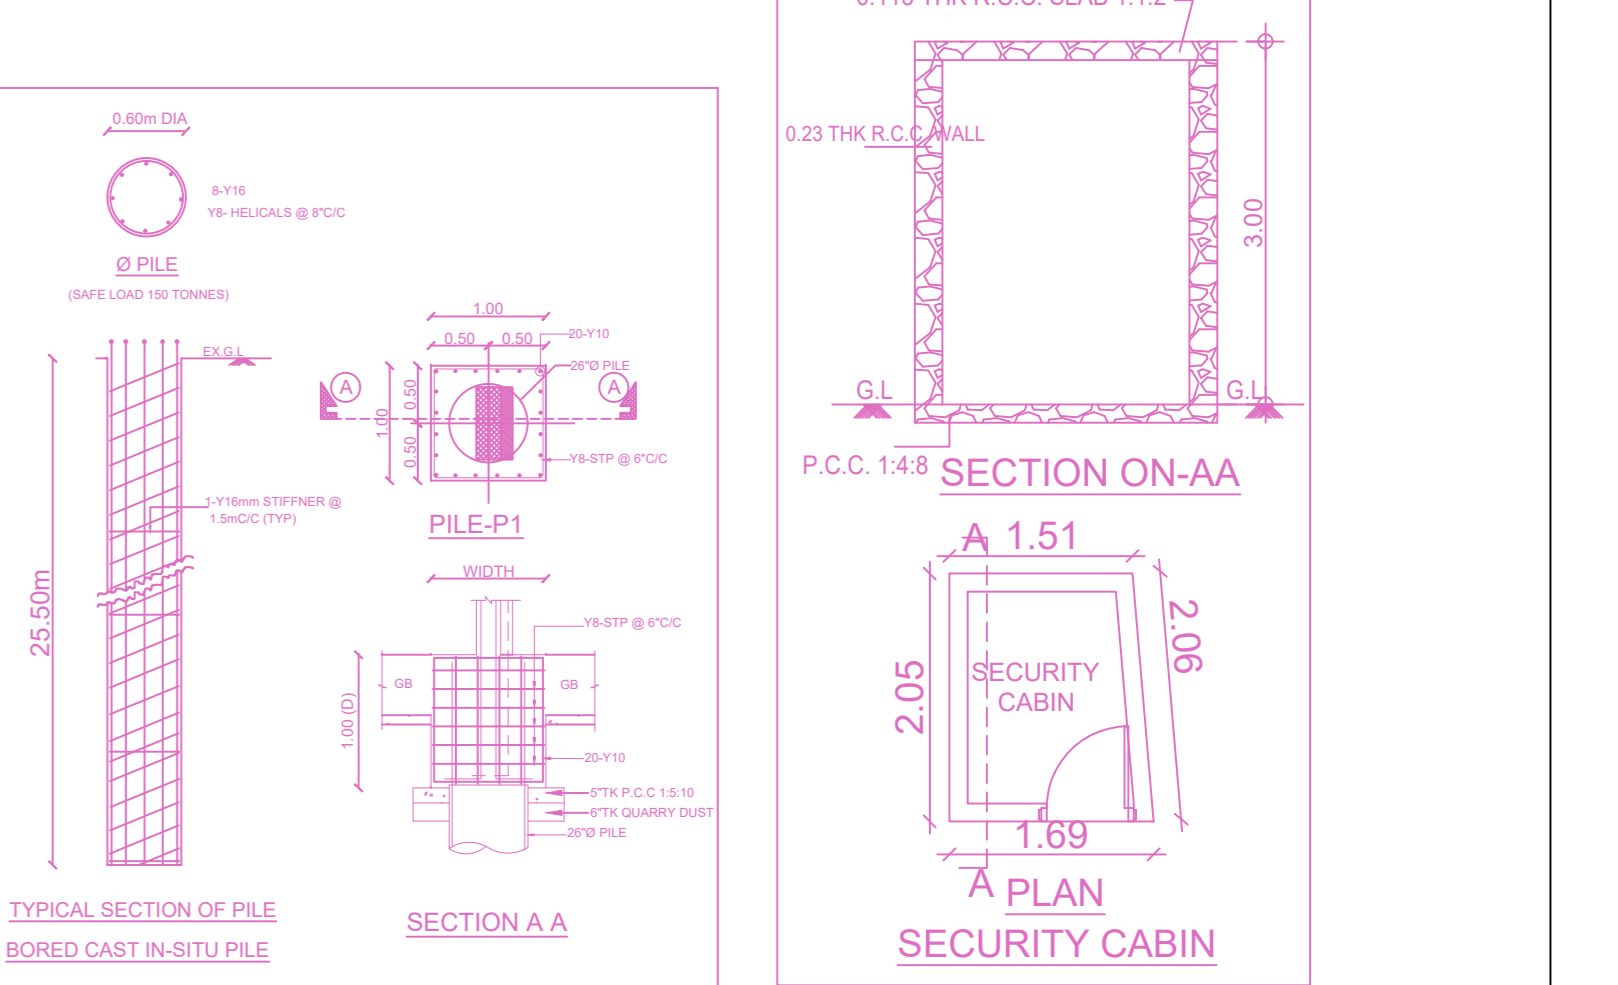 0.60m DIA
8-Y16
Y8- HELICALS @ 8"C/C
Ø PILE
(SAFE LOAD 150 TONNES)
EX.G.L
1-Y16mm STIFFNER @
1.5mC/C (TYP)
25.50m
TYPICAL SECTION OF PILE
BORED CAST IN-SITU PILE
1.00
0.50
0.50
20-Y10
26"Ø PILE
A
A
1.00
0.50
0.50
Y8-STP @ 6"C/C
PILE-P1
WIDTH
Y8-STP @ 6"C/C
GB
GB
1.00 (D)
20-Y10
5"TK P.C.C 1:5:10
6"TK QUARRY DUST
26"Ø PILE
SECTION A A
0.23 THK R.C.C. WALL
3.00
G.L
G.L
P.C.C. 1:4:8
SECTION ON-AA
A
1.51
2.05
2.06
SECURITY
CABIN
1.69
A
PLAN
SECURITY CABIN